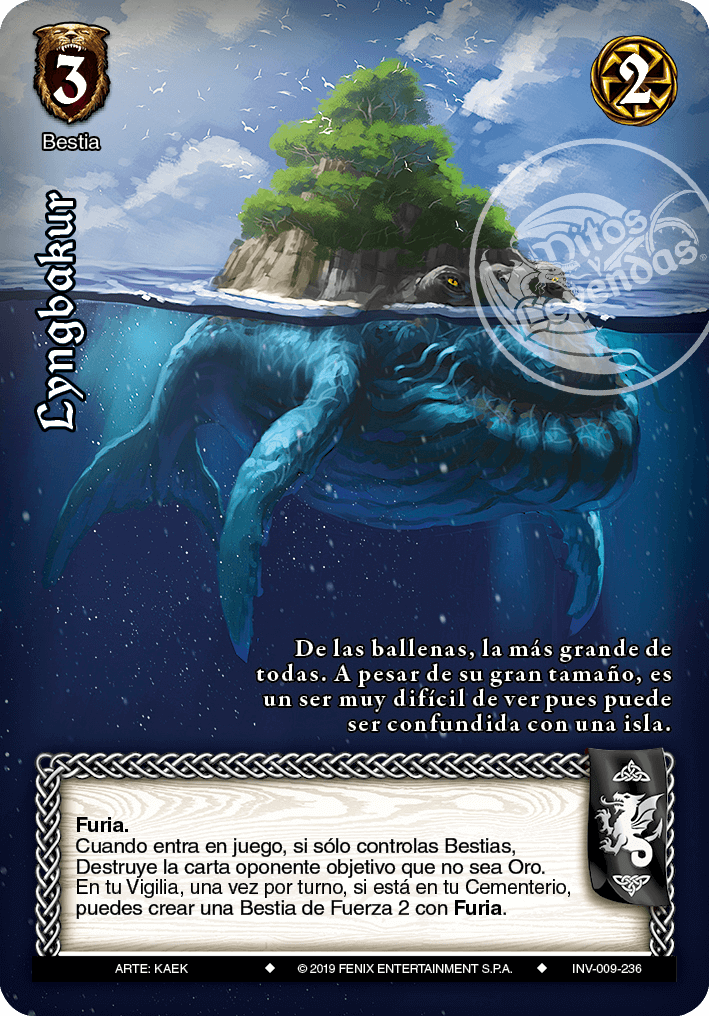 3
2
Bestia
Lyngbakur
Mitos
y
Leyendas
®
De las ballenas, la más grande de
todas. A pesar de su gran tamaño, es
un ser muy difícil de ver pues puede
ser confundida con una isla.
Furia.
Cuando entra en juego, si sólo controlas Bestias,
Destruye la carta oponente objetivo que no sea Oro.
En tu Vigilia, una vez por turno, si está en tu Cementerio,
puedes crear una Bestia de Fuerza 2 con Furia.
ARTE: KAEK ◆ © 2019 FENIX ENTERTAINMENT S.P.A. ◆ INV-009-236